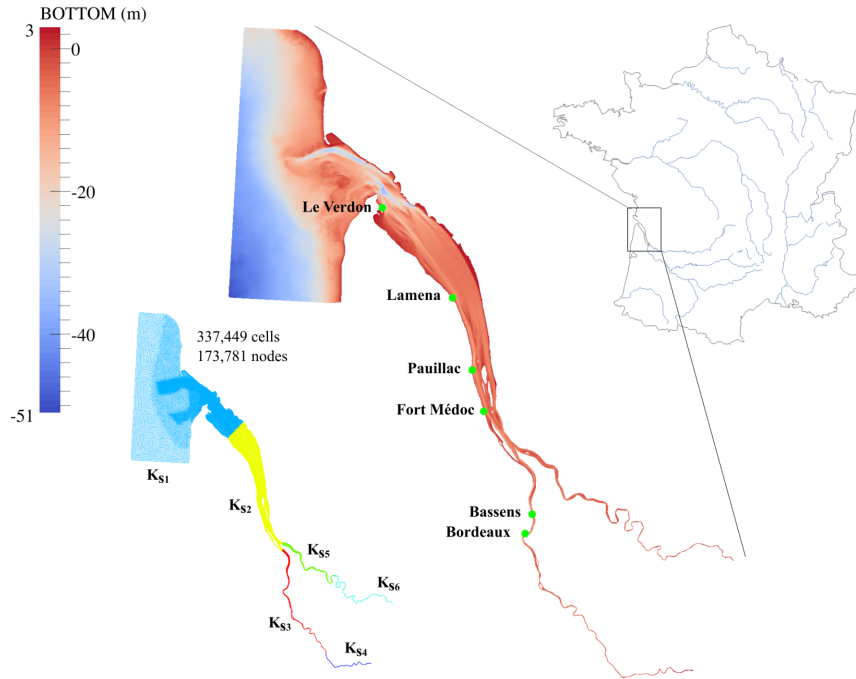 BOTTOM (m)
3
0
-20
-40
-51
Le Verdon
Lamena
Pauillac
Fort Médoc
Bassens
Bordeaux
337,449 cells
173,781 nodes
KS1
KS2
KS5
KS6
KS3
KS4